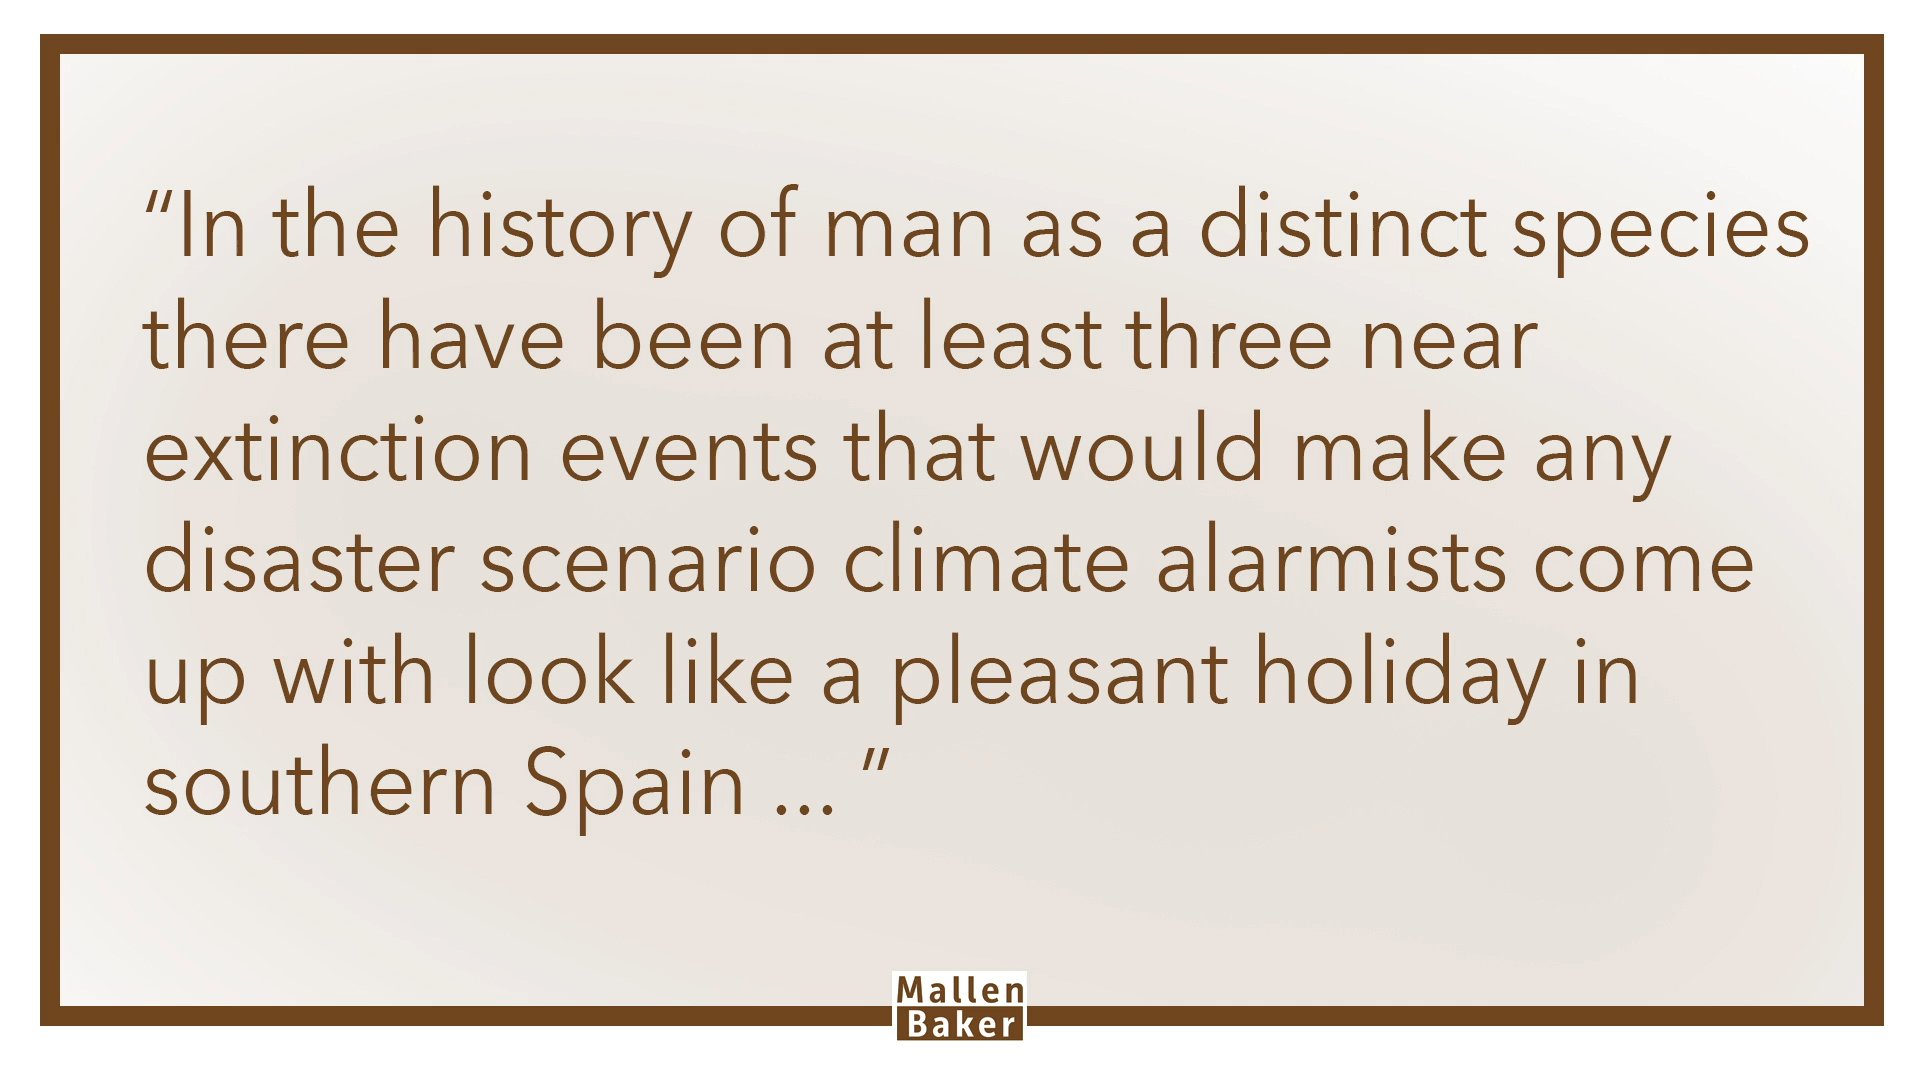 “In the history of man as a distinct species
there have been at least three near
extinction events that would make any
disaster scenario climate alarmists come
up with look like a pleasant holiday in
southern Spain ...”
Mallen
Baker